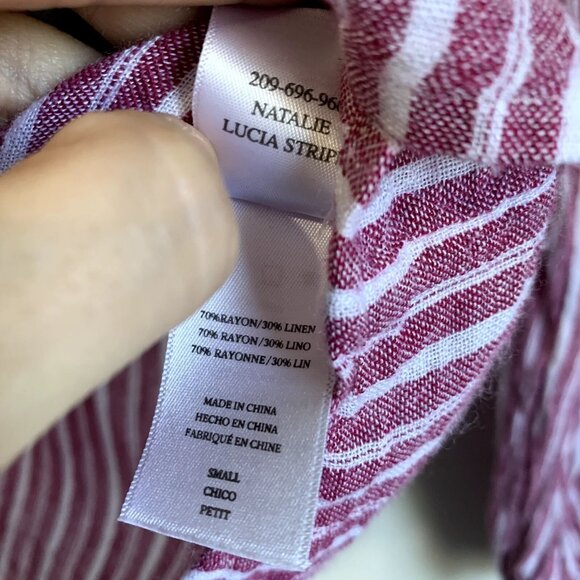 NATALIE
LUCIA
70%RAYON/30% LINEN
70% RAYON/30% LINO
70% RAYONNE/30% LIN
MADE IN CHINA
HECHO EN CHINA
FABRIQUÉ EN CHINE
SMALL
CHICO
PETIT